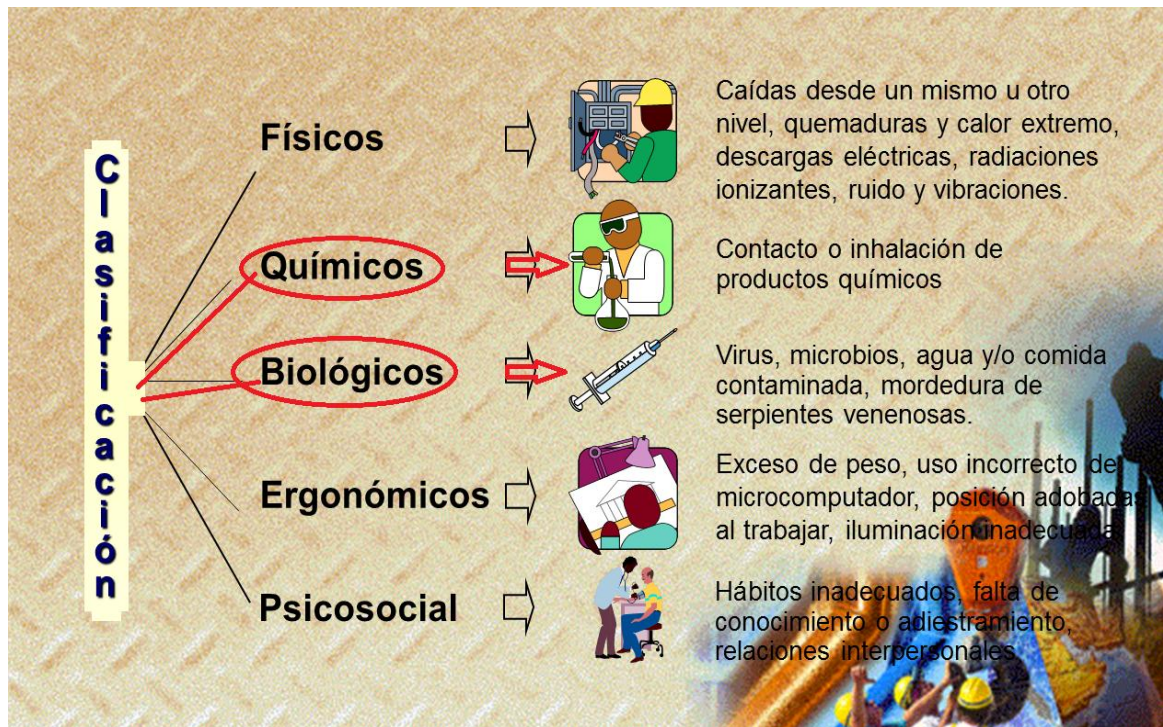 Clasificación
Físicos
Caídas desde un mismo u otro
nivel, quemaduras y calor extremo,
descargas eléctricas, radiaciones
ionizantes, ruido y vibraciones.
Químicos
Contacto o inhalación de
productos químicos
Biológicos
Virus, microbios, agua y/o comida
contaminada, mordedura de
serpientes venenosas.
Ergonómicos
Exceso de peso, uso incorrecto de
microcomputador, posición adobadas
al trabajar, iluminación inadecuada
Psicosocial
Hábitos inadecuados, falta de
conocimiento o adiestramiento,
relaciones interpersonales